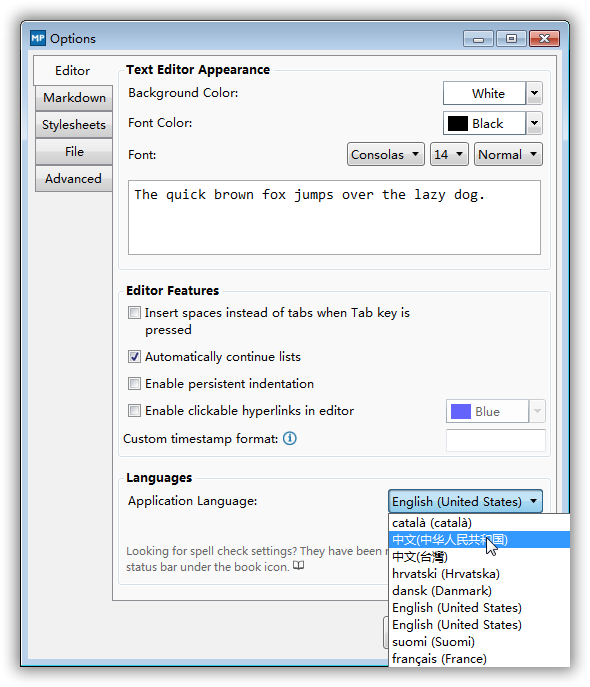 MP Options
Editor
Markdown
Stylesheets
File
Advanced
Text Editor Appearance
Background Color: White
Font Color: Black
Font: Consolas 14 Normal
The quick brown fox jumps over the lazy dog.
Editor Features
Insert spaces instead of tabs when Tab key is
pressed
Automatically continue lists
Enable persistent indentation
Enable clickable hyperlinks in editor Blue
Custom timestamp format:
Languages
Application Language: English (United States)
català (català)
中文(中华人民共和国)
中文(台灣)
hrvatski (Hrvatska)
dansk (Danmark)
English (United States)
English (United States)
suomi (Suomi)
français (France)
Looking for spell check settings? They have been
status bar under the book icon.